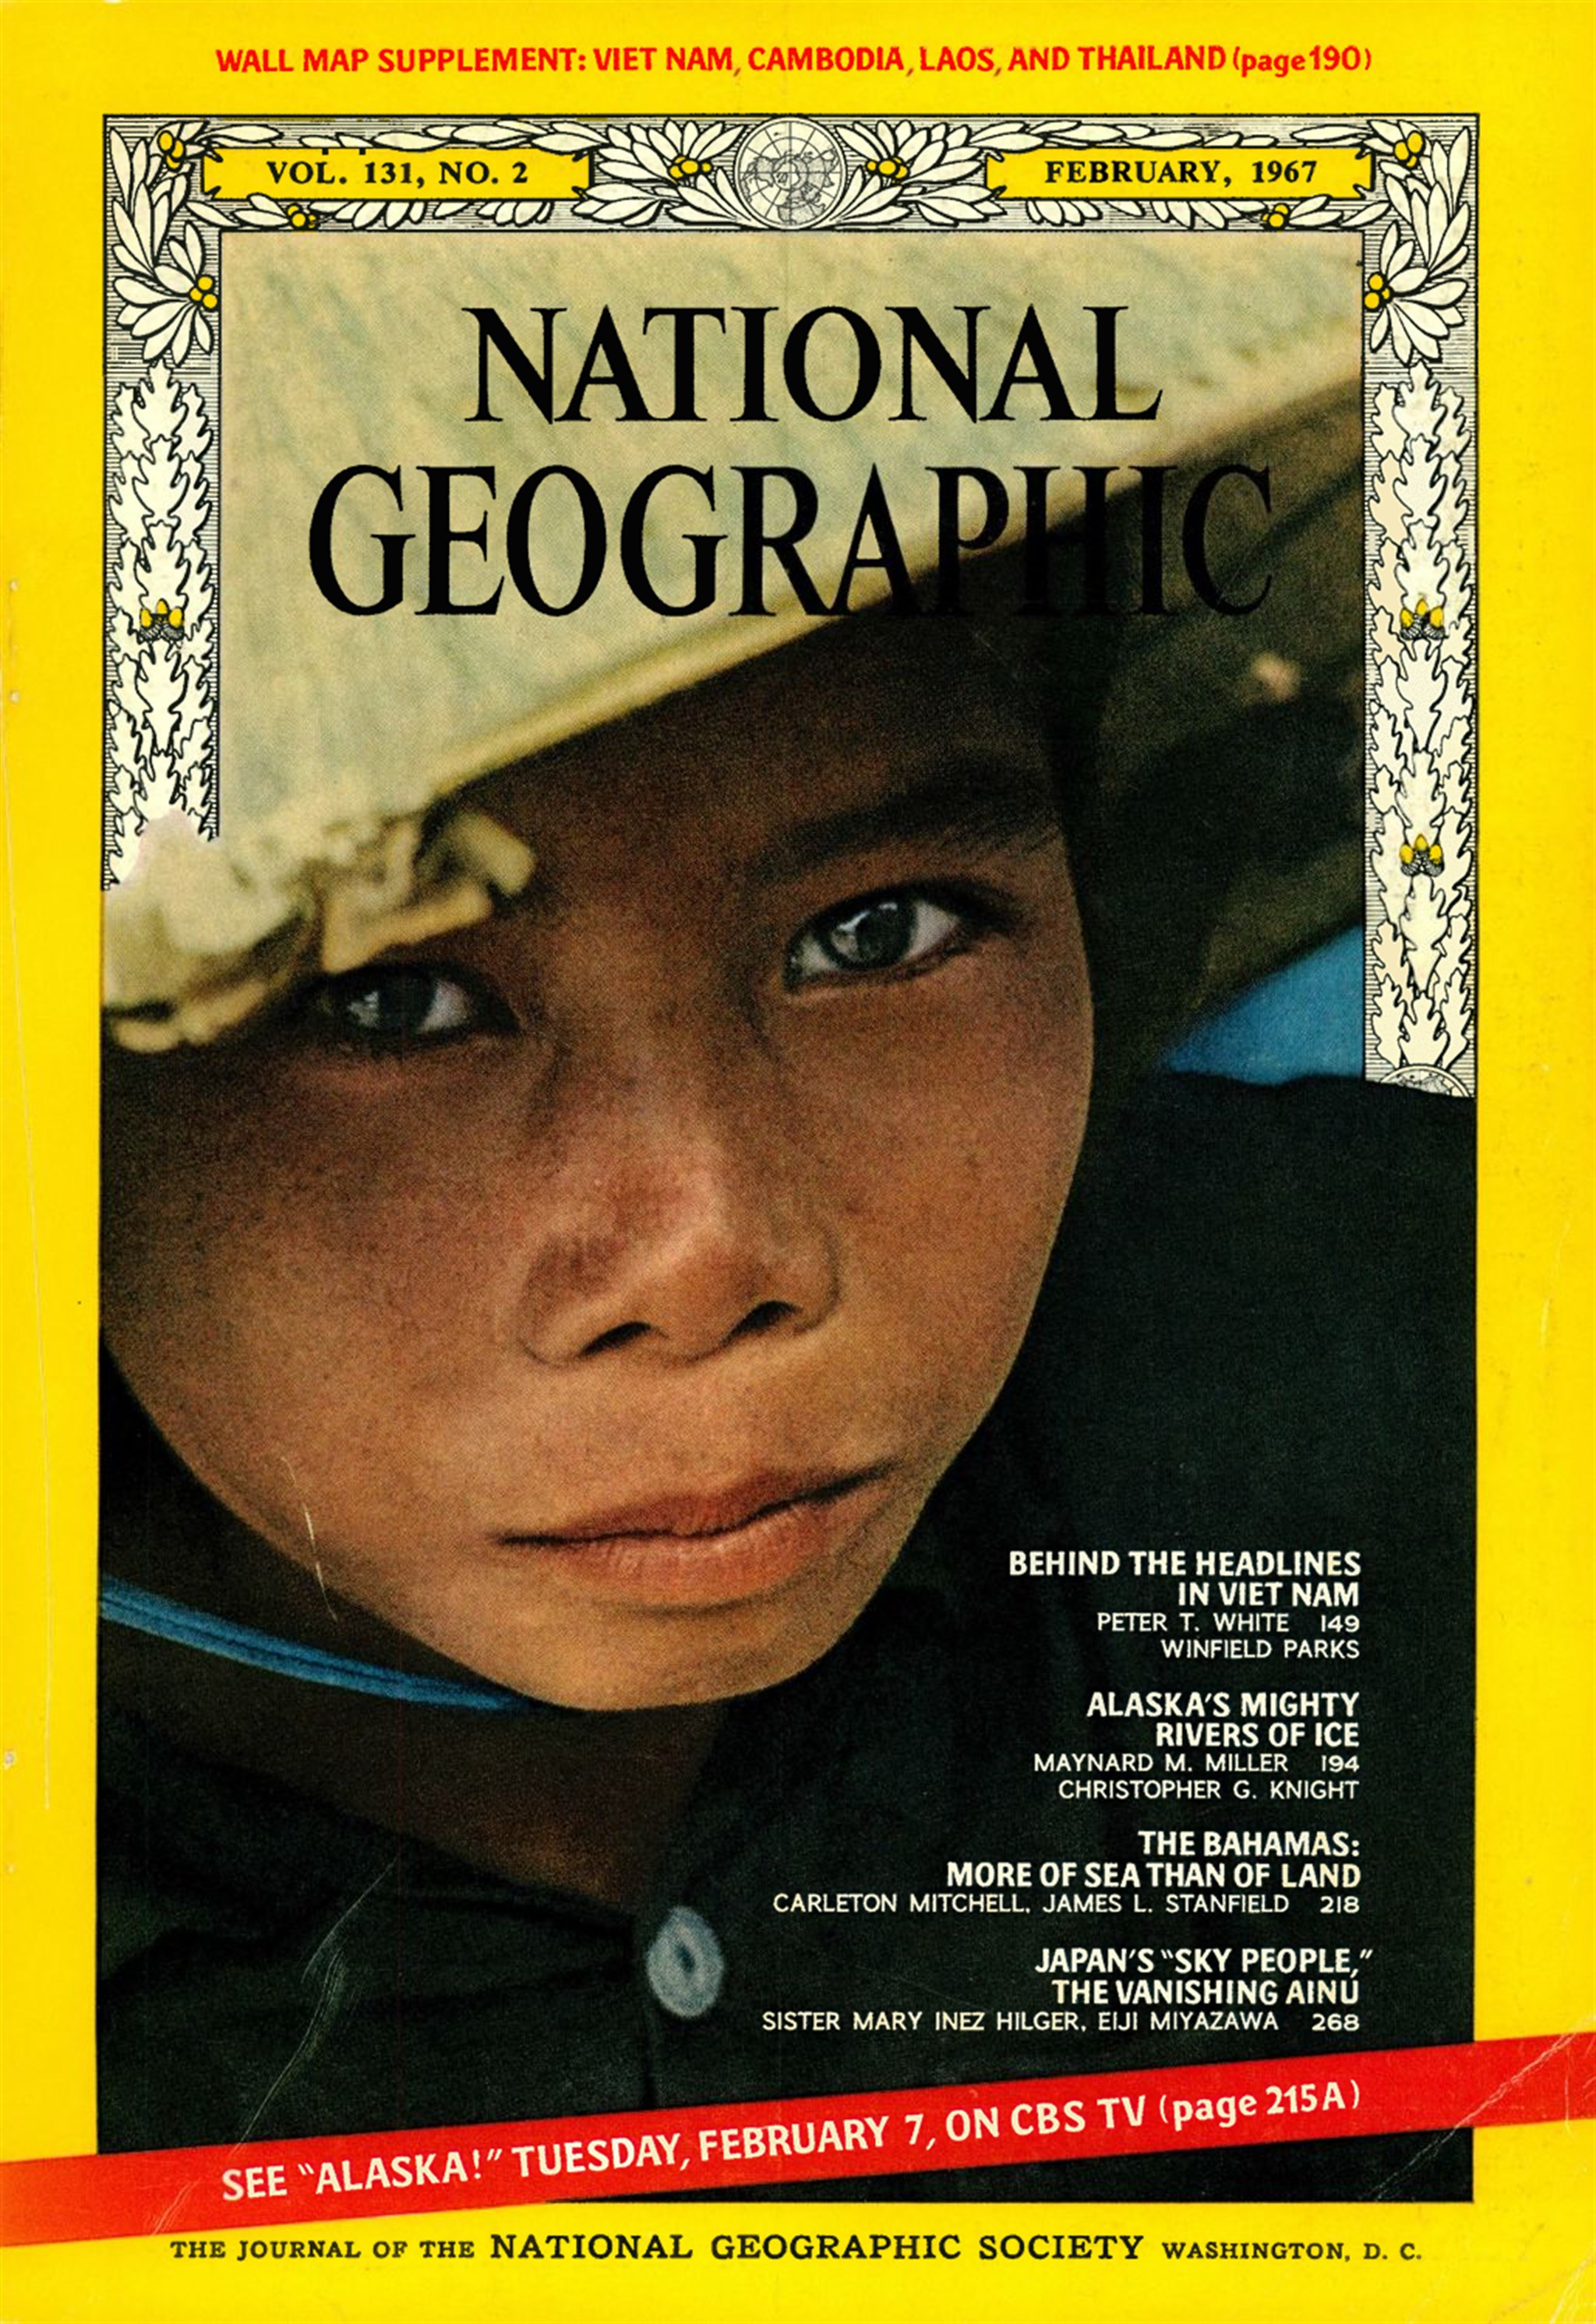 WALL MAP SUPPLEMENT: VIET NAM, CAMBODIA, LAOS, AND THAILAND (page 190)
VOL. 131, NO. 2
FEBRUARY, 1967
NATIONAL
GEOGRAPHIC
BEHIND THE HEADLINES
IN VIET NAM
PETER T. WHITE 149
WINFIELD PARKS
ALASKA'S MIGHTY
RIVERS OF ICE
MAYNARD M. MILLER 194
CHRISTOPHER G. KNIGHT
THE BAHAMAS:
MORE OF SEA THAN OF LAND
CARLETON MITCHELL, JAMES L. STANFIELD 218
JAPAN'S "SKY PEOPLE,"
THE VANISHING AINU
SISTER MARY INEZ HILGER, EIJI MIYAZAWA 268
SEE "ALASKA!" TUESDAY, FEBRUARY 7, ON CBS TV (page 215A)
THE JOURNAL OF THE NATIONAL GEOGRAPHIC SOCIETY WASHINGTON, D. C.